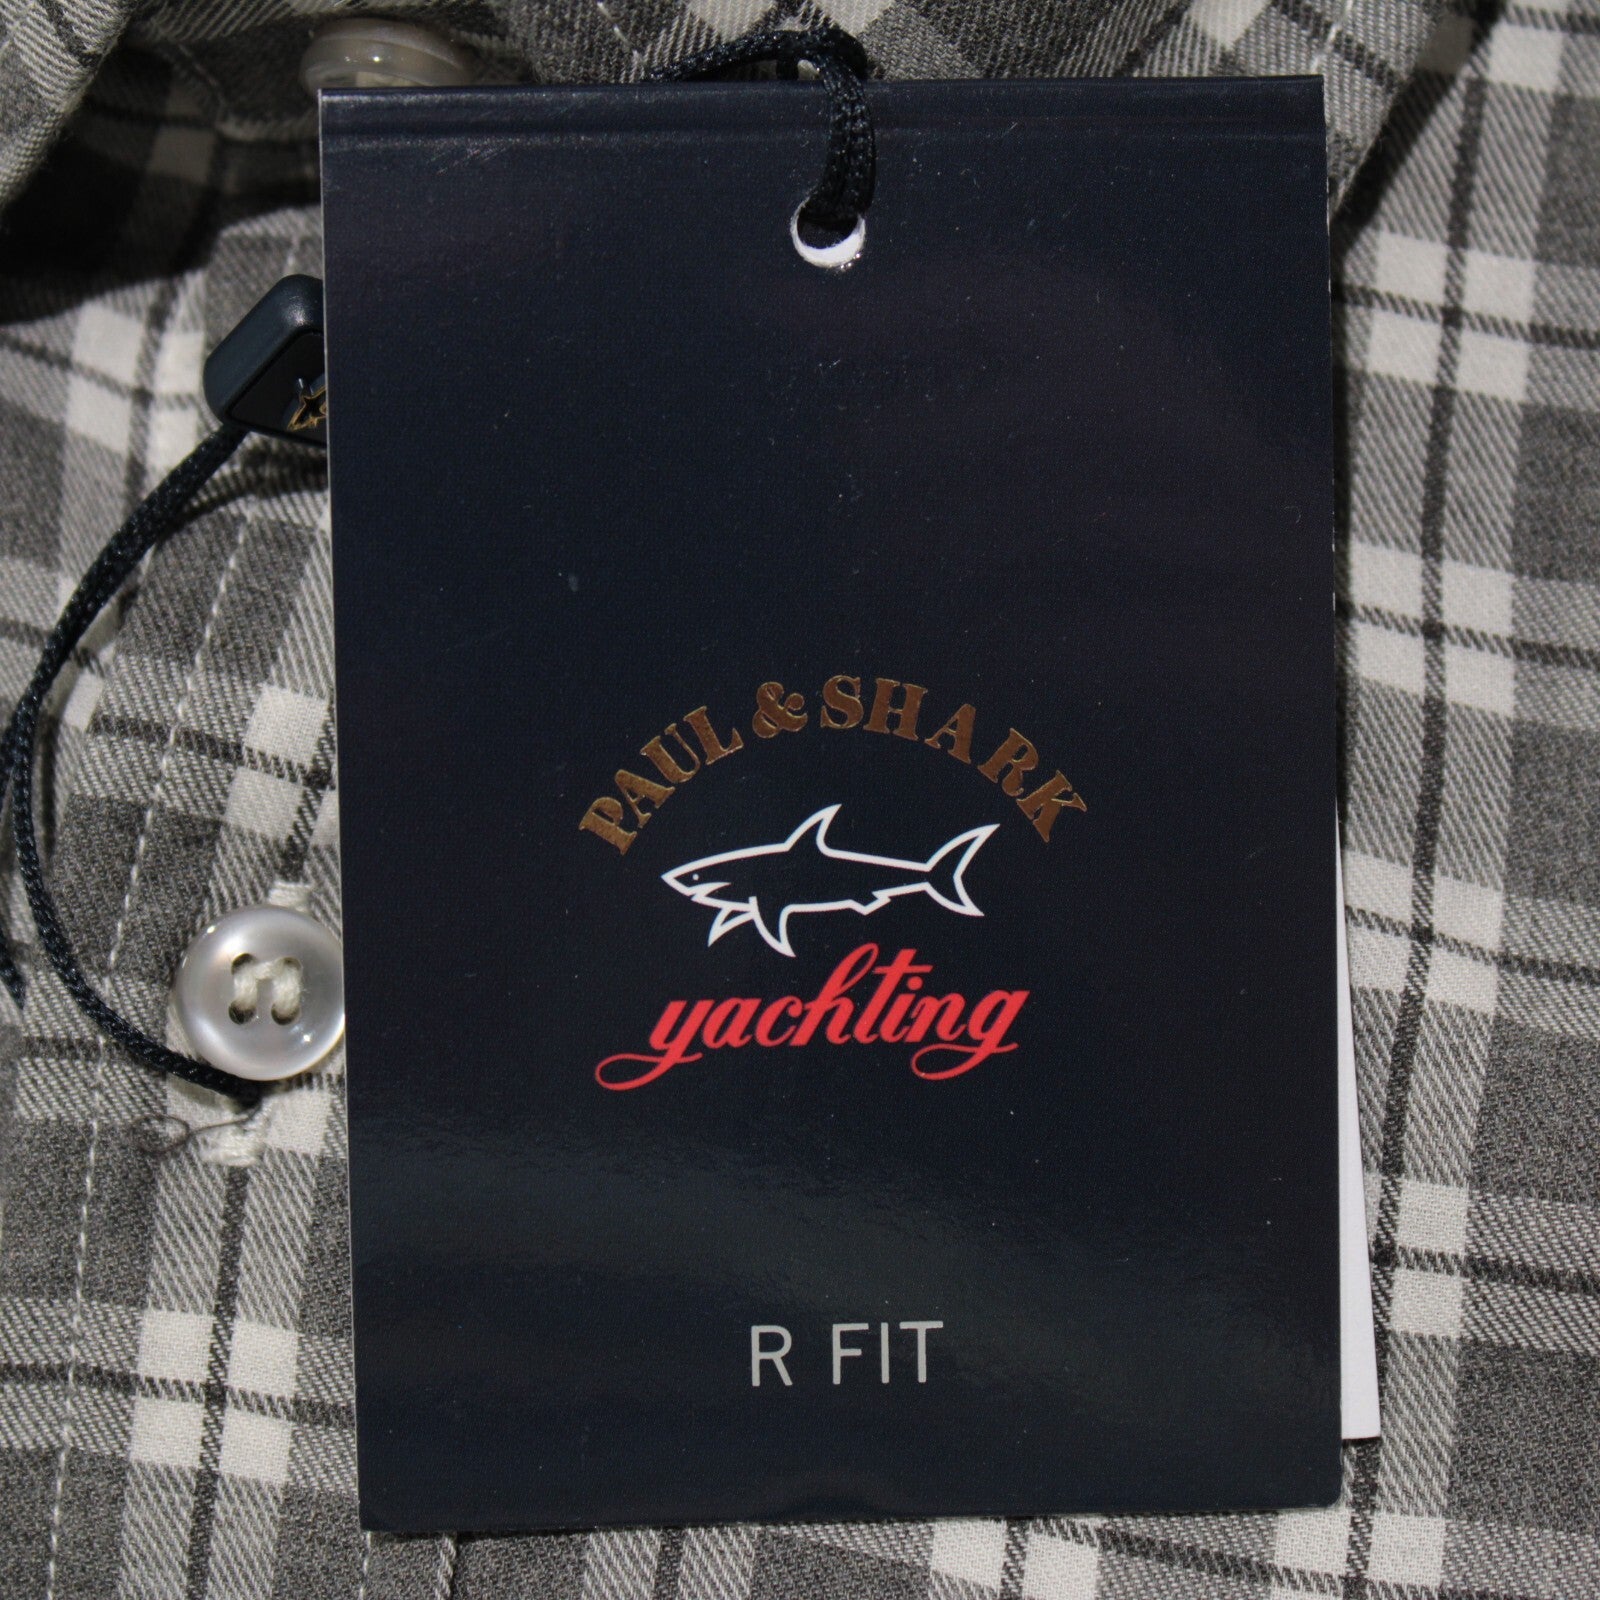 PAUL & SHARK
yachting
R FIT